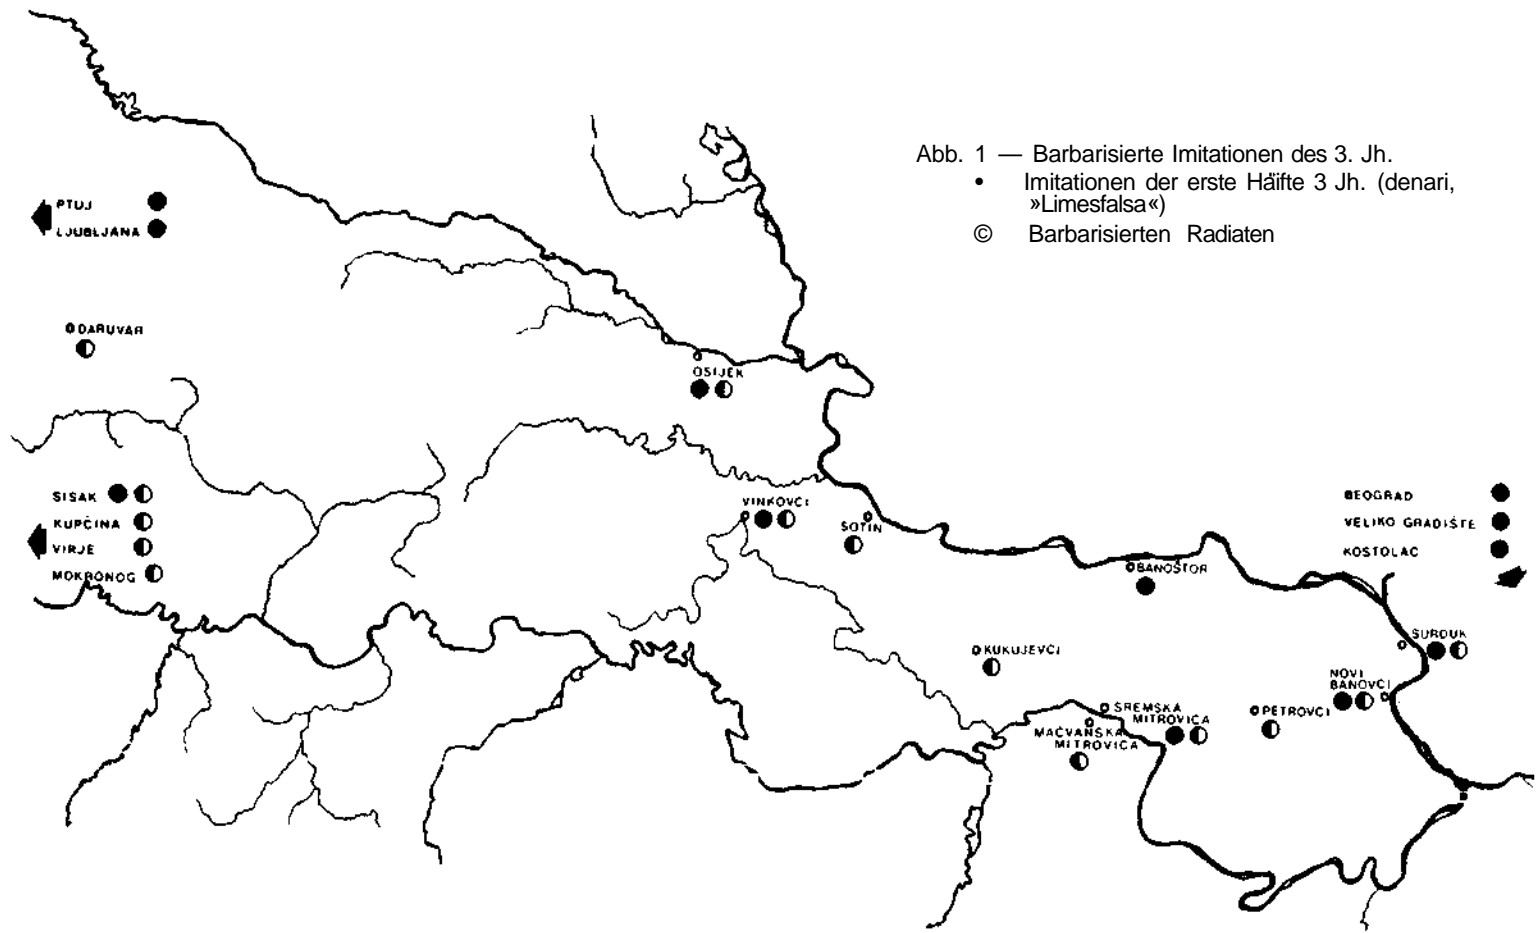 Abb. 1 — Barbarisierte Imitationen des 3. Jh.
• Imitationen der erste Häifte 3 Jh. (denari,
»Limesfalsa«)
© Barbarisierten Radiaten
PTUJ
LJUBLJANA
DARUVAR
OSIJEK
SISAK
KUPČINA
VIRJE
MOKRONOG
VINKOVCI
SOTIN
BANOŠTOR
BEOGRAD
VELIKO GRADIŠTE
KOSTOLAC
SURDUK
KUKUJEVCI
NOVI
BANOVCI
PETROVCI
SREMSKA
MITROVICA
MAČVANSKA
MITROVICA